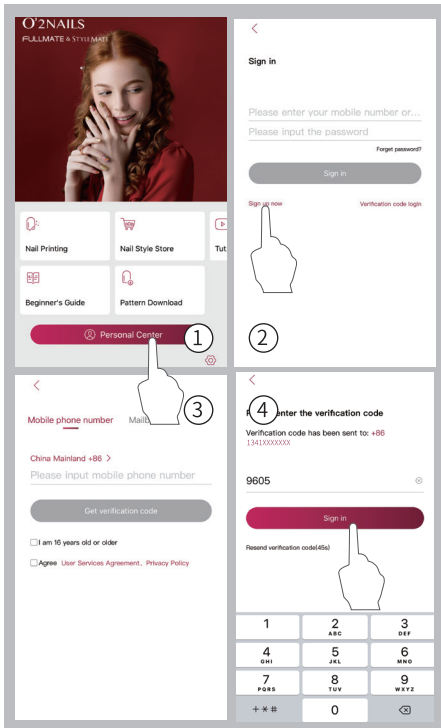 O'2NAILS
FULLMATE & STYLEMATE
Nail Printing
Nail Style Store
Tut
Beginner's Guide
Pattern Download
Personal Center
1
<
Sign in
Please enter your mobile number or...
Please input the password
Forget password?
Sign in
Sign up now
Verification code login
2
<
3
Mobile phone number
Mailb
China Mainland +86 >
Please input mobile phone number
Get verification code
I am 16 years old or older
Agree User Services Agreement、Privacy Policy
<
4
enter the verification code
Verification code has been sent to: +86
1341XXXXXXX
9605
Sign in
Resend verification code(45s)
1
2
ABC
3
DEF
4
GHI
5
JKL
6
MNO
7
PQRS
8
TUV
9
WXYZ
+*#
0